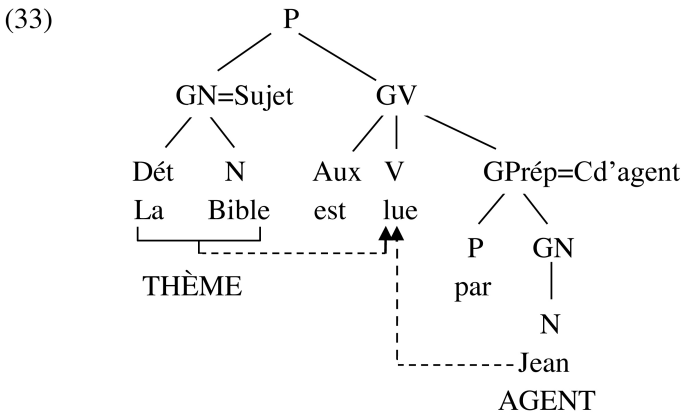 (33) P
GN=Sujet GV
Dét N Aux V GPrép=Cd’agent
La Bible est lue
P GN
THÈME par
N
Jean
AGENT